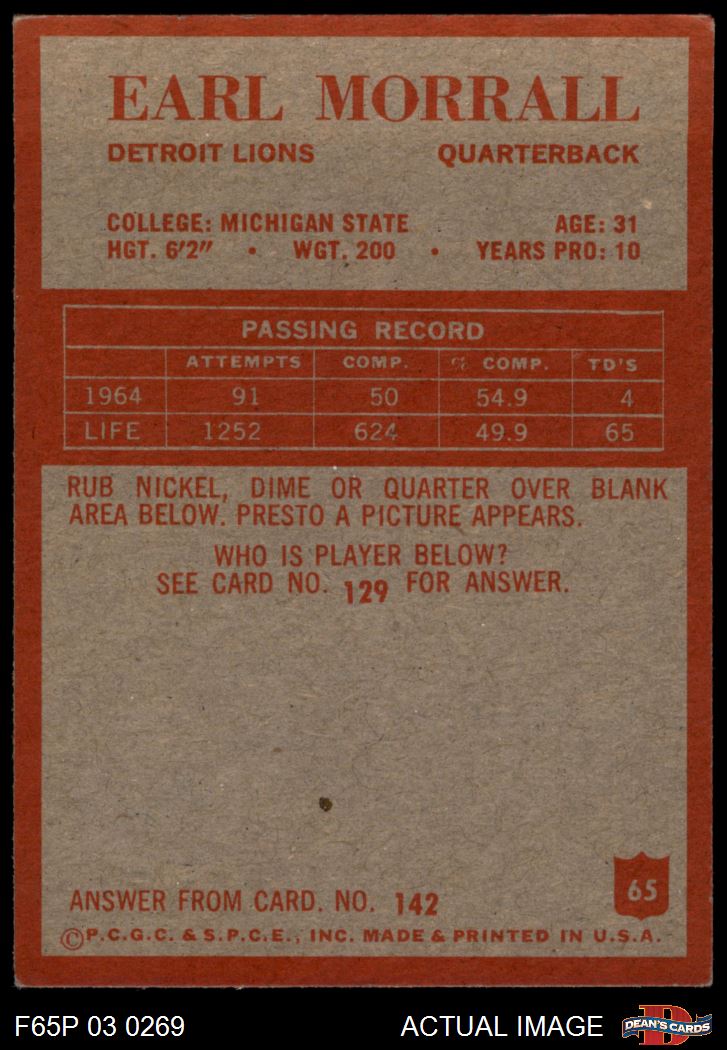 EARL MORRALL
DETROIT LIONS QUARTERBACK
COLLEGE: MICHIGAN STATE AGE: 31
HGT. 6'2" • WGT. 200 • YEARS PRO: 10
PASSING RECORD
ATTEMPTS COMP. % COMP. TD'S
1964 91 50 54.9 4
LIFE 1252 624 49.9 65
RUB NICKEL, DIME OR QUARTER OVER BLANK
AREA BELOW. PRESTO A PICTURE APPEARS.
WHO IS PLAYER BELOW?
SEE CARD NO. 129 FOR ANSWER.
65
ANSWER FROM CARD. NO. 142
©P.C.G.C. & S.P.C.E., INC. MADE & PRINTED IN U.S.A.
F65P 03 0269 ACTUAL IMAGE D DEAN'S CARDS